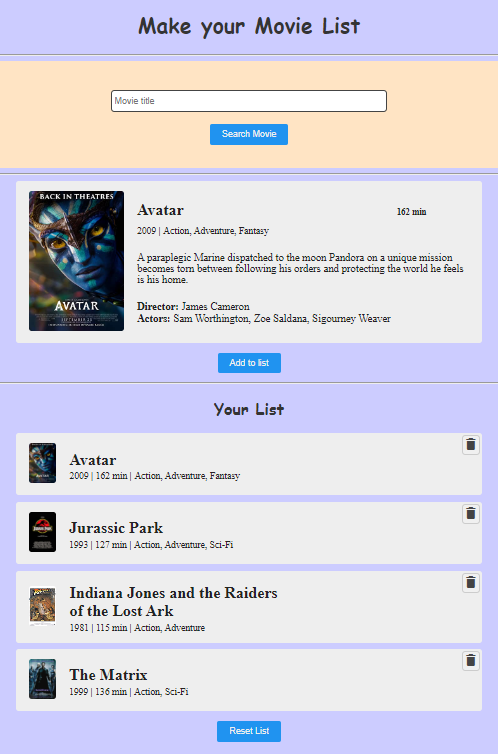 Make your Movie List
Movie title
Search Movie
BACK IN THEATRES
AVATAR
Avatar
162 min
2009 | Action, Adventure, Fantasy
A paraplegic Marine dispatched to the moon Pandora on a unique mission
becomes torn between following his orders and protecting the world he feels
is his home.
Director: James Cameron
Actors: Sam Worthington, Zoe Saldana, Sigourney Weaver
Add to list
Your List
Avatar
2009 | 162 min | Action, Adventure, Fantasy
Jurassic Park
1993 | 127 min | Action, Adventure, Sci-Fi
Indiana Jones and the Raiders
of the Lost Ark
1981 | 115 min | Action, Adventure
The Matrix
1999 | 136 min | Action, Sci-Fi
Reset List